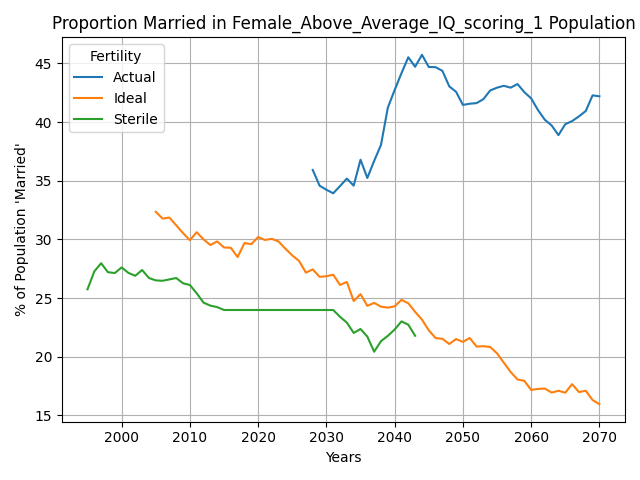 Proportion Married in Female_Above_Average_IQ_scoring_1 Population
Fertility
Actual
Ideal
Sterile
% of Population 'Married'
45
40
35
30
25
20
15
2000 2010 2020 2030 2040 2050 2060 2070
Years